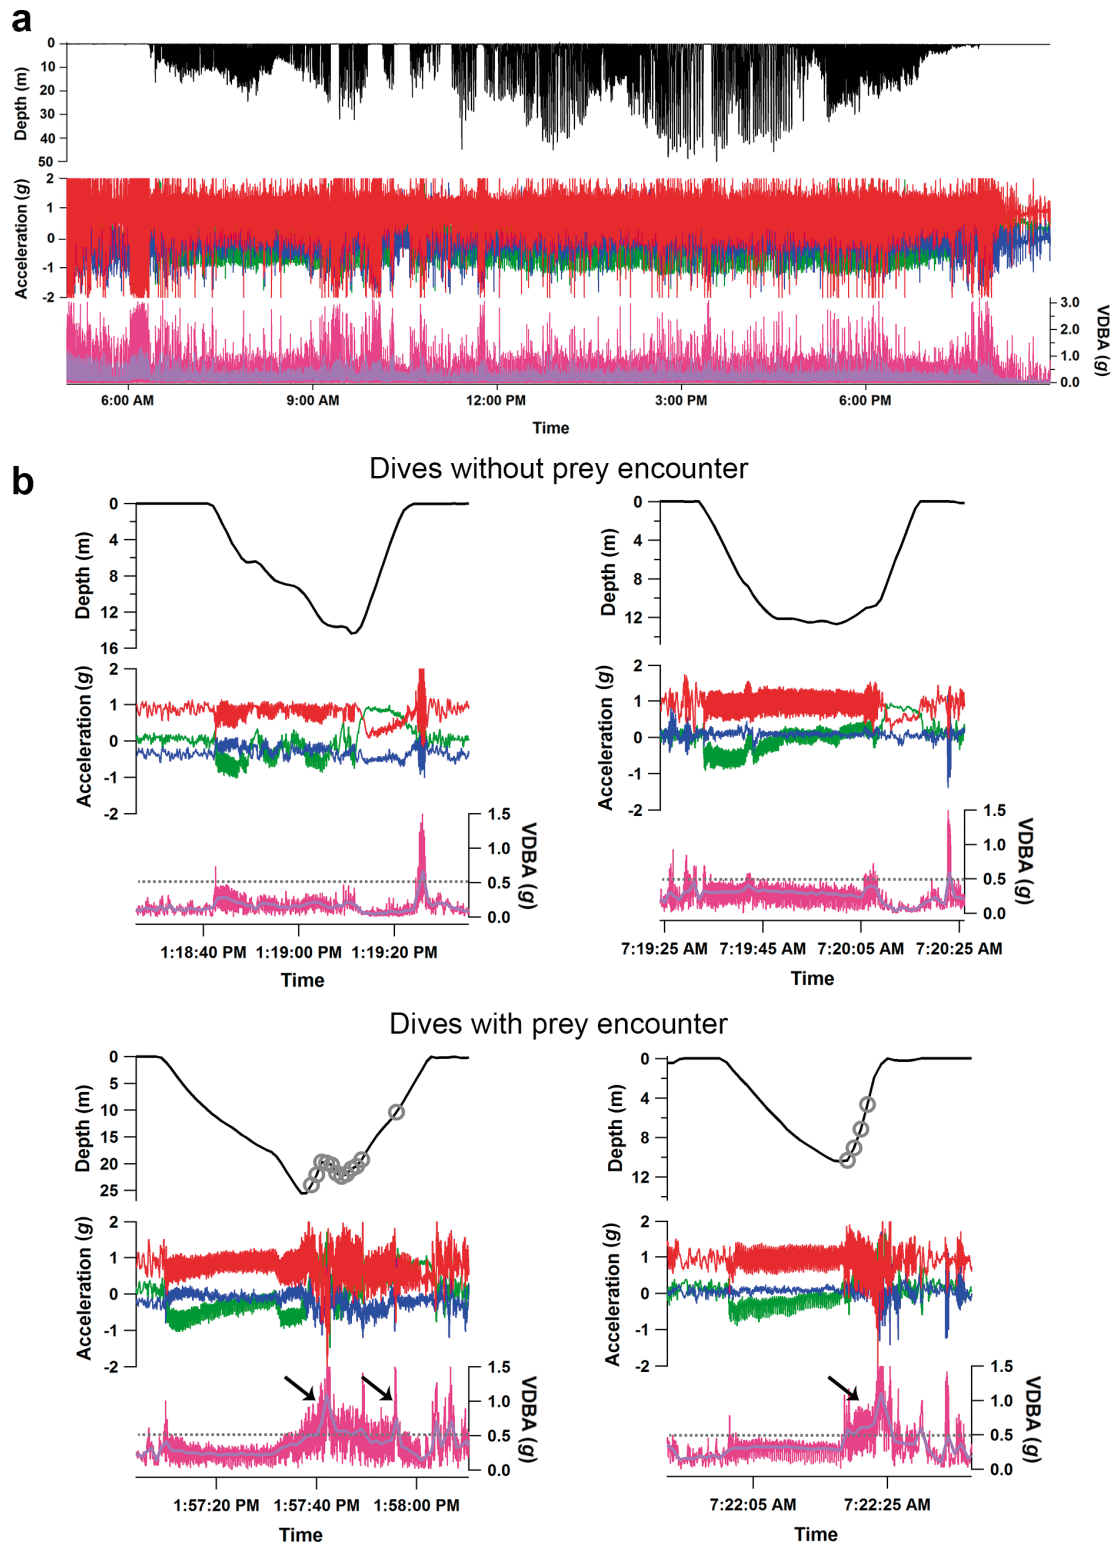 a
Depth (m)
0
10
20
30
40
50
Acceleration (g)
2
1
0
-1
-2
3.0
2.0
1.0
0.0
VDBA (g)
6:00 AM 9:00 AM 12:00 PM 3:00 PM 6:00 PM
Time
b
Dives without prey encounter
Depth (m)
0
4
8
12
16
Acceleration (g)
2
1
0
-1
-2
1.5
1.0
0.5
0.0
VDBA (g)
1:18:40 PM 1:19:00 PM 1:19:20 PM
Time
Depth (m)
0
4
8
12
Acceleration (g)
2
1
0
-1
-2
1.5
1.0
0.5
0.0
VDBA (g)
7:19:25 AM 7:19:45 AM 7:20:05 AM 7:20:25 AM
Time
Dives with prey encounter
Depth (m)
0
5
10
15
20
25
Acceleration (g)
2
1
0
-1
-2
1.5
1.0
0.5
0.0
VDBA (g)
1:57:20 PM 1:57:40 PM 1:58:00 PM
Time
Depth (m)
0
4
8
12
Acceleration (g)
2
1
0
-1
-2
1.5
1.0
0.5
0.0
VDBA (g)
7:22:05 AM 7:22:25 AM
Time